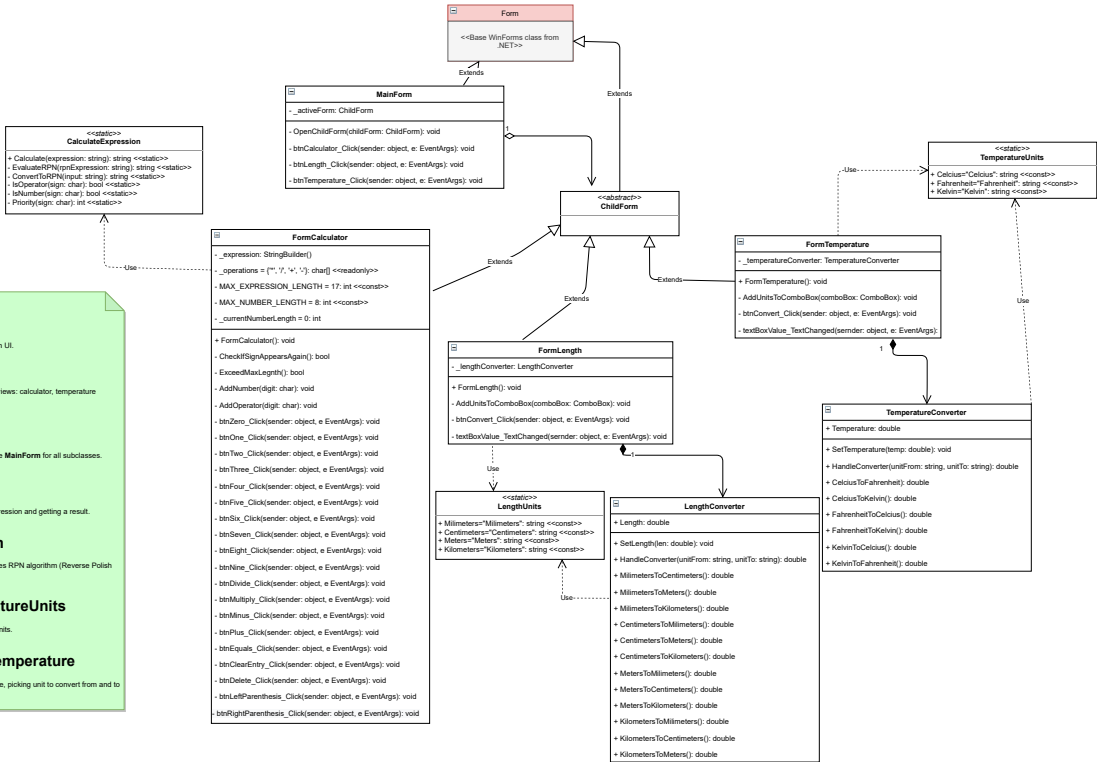 Form
<<Base WinForms class from
.NET>>
Extends
Extends
MainForm
- _activeForm: ChildForm
- OpenChildForm(childForm: ChildForm): void
- btnCalculator_Click(sender: object, e: EventArgs): void
- btnLength_Click(sender: object, e: EventArgs): void
- btnTemperature_Click(sender: object, e: EventArgs): void
1
<<static>>
CalculateExpression
+ Calculate(expression: string): string <<static>>
- EvaluateRPN(rpnExpression: string): string <<static>>
- ConvertToRPN(input: string): string <<static>>
- IsOperator(sign: char): bool <<static>>
- IsNumber(sign: char): bool <<static>>
- Priority(sign: char): int <<static>>
Use
<<abstract>>
ChildForm
<<static>>
TemperatureUnits
+ Celcius="Celcius": string <<const>>
+ Fahrenheit="Fahrenheit": string <<const>>
+ Kelvin="Kelvin": string <<const>>
Use
Use
FormCalculator
- _expression: StringBuilder()
- _operations = {'*', '/', '+', '-'}: char[] <<readonly>>
- MAX_EXPRESSION_LENGTH = 17: int <<const>>
- MAX_NUMBER_LENGTH = 8: int <<const>>
- _currentNumberLength = 0: int
+ FormCalculator(): void
- CheckIfSignAppearsAgain(): bool
- ExceedMaxLegnth(): bool
- AddNumber(digit: char): void
- AddOperator(digit: char): void
- btnZero_Click(sender: object, e EventArgs): void
- btnOne_Click(sender: object, e EventArgs): void
- btnTwo_Click(sender: object, e EventArgs): void
- btnThree_Click(sender: object, e EventArgs): void
- btnFour_Click(sender: object, e EventArgs): void
- btnFive_Click(sender: object, e EventArgs): void
- btnSix_Click(sender: object, e EventArgs): void
- btnSeven_Click(sender: object, e EventArgs): void
- btnEight_Click(sender: object, e EventArgs): void
- btnNine_Click(sender: object, e EventArgs): void
- btnDivide_Click(sender: object, e EventArgs): void
- btnMultiply_Click(sender: object, e EventArgs): void
- btnMinus_Click(sender: object, e EventArgs): void
- btnPlus_Click(sender: object, e EventArgs): void
- btnEquals_Click(sender: object, e EventArgs): void
- btnClearEntry_Click(sender: object, e EventArgs): void
- btnDelete_Click(sender: object, e EventArgs): void
- btnLeftParenthesis_Click(sender: object, e EventArgs): void
- btnRightParenthesis_Click(sender: object, e EventArgs): void
Extends
Extends
Extends
FormTemperature
- _temperatureConverter: TemperatureConverter
+ FormTemperature(): void
- AddUnitsToComboBox(comboBox: ComboBox): void
- btnConvert_Click(sender: object, e: EventArgs): void
- textBoxValue_TextChanged(sernder: object, e: EventArgs):
1
FormLength
- _lengthConverter: LengthConverter
+ FormLength(): void
- AddUnitsToComboBox(comboBox: ComboBox): void
- btnConvert_Click(sender: object, e: EventArgs): void
- textBoxValue_TextChanged(sernder: object, e: EventArgs): void
Use
1
TemperatureConverter
+ Temperature: double
+ SetTemperature(temp: double): void
+ HandleConverter(unitFrom: string, unitTo: string): double
+ CelciusToFahrenheit(): double
+ CelciusToKelvin(): double
+ FahrenheitToCelcius(): double
+ FahrenheitToKelvin(): double
+ KelvinToCelcius(): double
+ KelvinToFahrenheit(): double
<<static>>
LengthUnits
+ Milimeters="Milimeters": string <<const>>
+ Centimeters="Centimeters": string <<const>>
+ Meters="Meters": string <<const>>
+ Kilometers="Kilometers": string <<const>>
Use
LengthConverter
+ Length: double
+ SetLength(len: double): void
+ HandleConverter(unitFrom: string, unitTo: string): double
+ MilimetersToCentimeters(): double
+ MilimetersToMeters(): double
+ MilimetersToKilometers(): double
+ CentimetersToMilimeters(): double
+ CentimetersToMeters(): double
+ CentimetersToKilometers(): double
+ MetersToMilimeters(): double
+ MetersToCentimeters(): double
+ MetersToKilometers(): double
+ KilometersToMilimeters(): double
+ KilometersToCentimeters(): double
+ KilometersToMeters(): double
UI.
views: calculator, temperature
MainForm for all subclasses.
and getting a result.
RPN algorithm (Reverse Polish